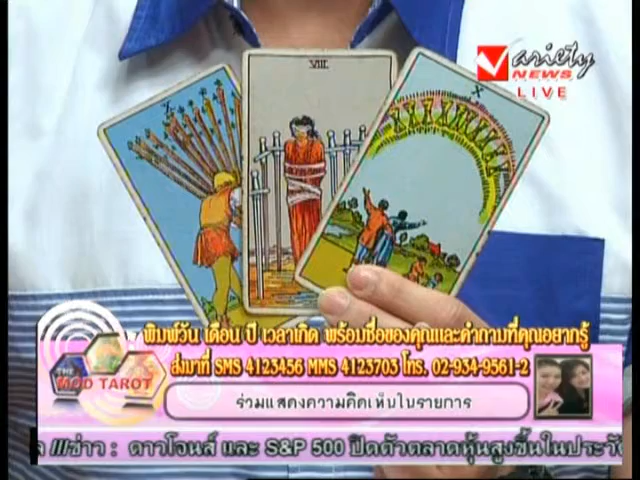 Variety
NEWS
LIVE
X
VIII
X
พิมพ์วัน เดือน ปี เวลาเกิด พร้อมชื่อของคุณและคำถามที่คุณอยากรู้
ส่งมาที่ SMS 4123456 MMS 4123703 โทร. 02-934-9561-2
THE
MOD TAROT
ร่วมแสดงความคิดเห็นในรายการ
///ข่าว : ดาวโจนส์ และ S&P 500 ปิดตัวตลาดหุ้นสูงขึ้นในประวั